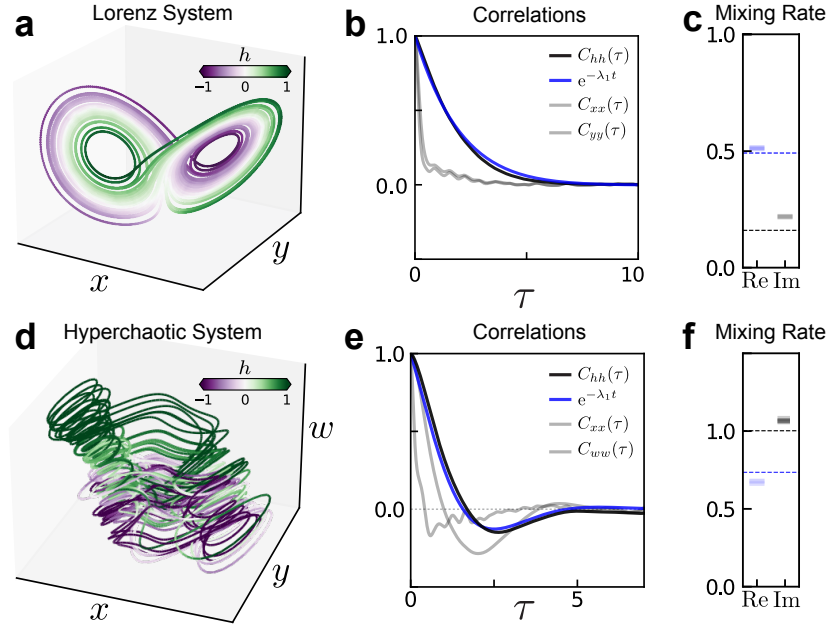 a
Lorenz System
h
−1 0 1
x
y
b
Correlations
1.0
0.0
0
10
τ
C_hh(τ)
e^−λ₁t
C_xx(τ)
C_yy(τ)
c
Mixing Rate
1.0
0.5
0.0
Re Im
d
Hyperchaotic System
h
−1 0 1
w
x
y
e
Correlations
1.0
0.0
0
5
τ
C_hh(τ)
e^−λ₁t
C_xx(τ)
C_ww(τ)
f
Mixing Rate
1.0
0.5
0.0
Re Im